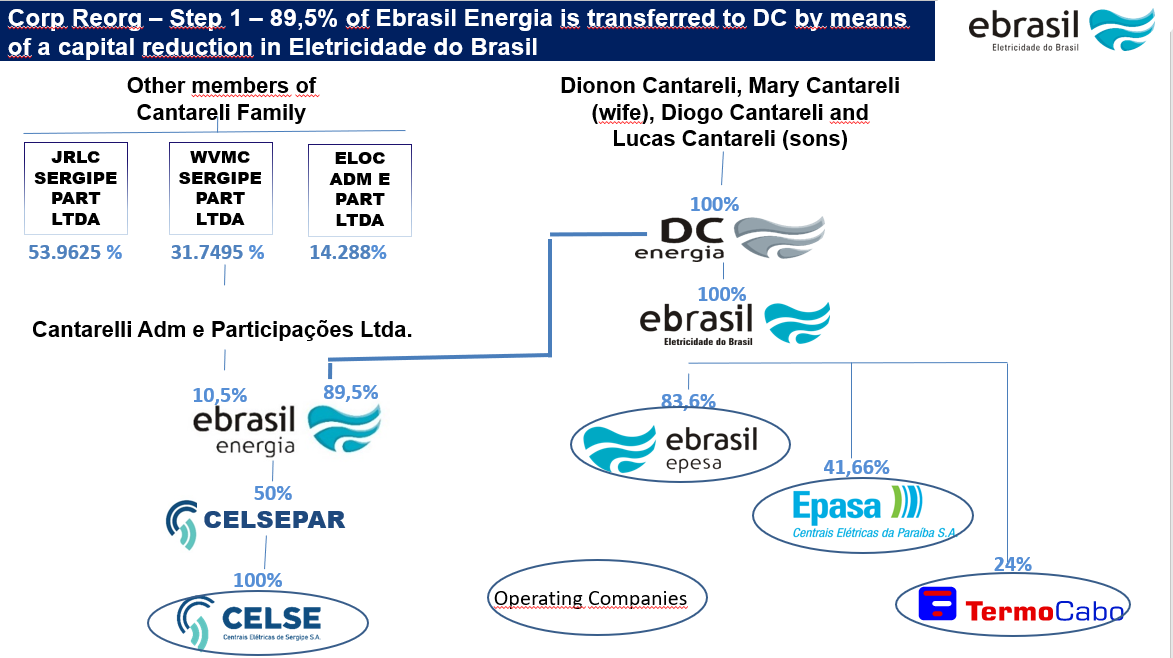 Corp Reorg – Step 1 – 89,5% of Ebrasil Energia is transferred to DC by means
of a capital reduction in Eletricidade do Brasil
ebrasil
Eletricidade do Brasil
Other members of
Cantareli Family
JRLC
SERGIPE
PART
LTDA
53.9625 %
WVMC
SERGIPE
PART
LTDA
31.7495 %
ELOC
ADM E
PART
LTDA
14.288%
Cantarelli Adm e Participações Ltda.
10,5%
89,5%
ebrasil
energia
50%
CELSEPAR
100%
CELSE
Centrais Elétricas de Sergipe S.A.
Dionon Cantareli, Mary Cantareli
(wife), Diogo Cantareli and
Lucas Cantareli (sons)
100%
DC
energia
100%
ebrasil
Eletricidade do Brasil
83,6%
ebrasil
epesa
41,66%
Epasa
Centrais Elétricas da Paraíba S.A.
24%
TermoCabo
Operating Companies